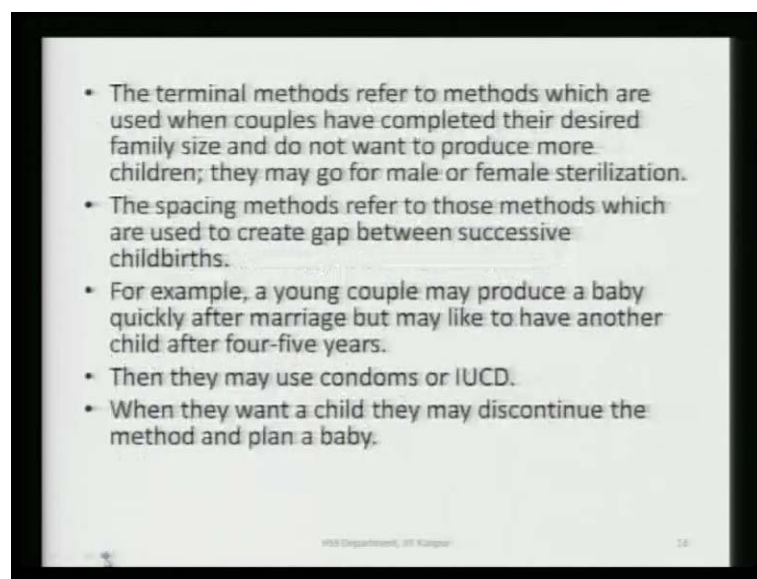 • The terminal methods refer to methods which are
used when couples have completed their desired
family size and do not want to produce more
children; they may go for male or female sterilization.
• The spacing methods refer to those methods which
are used to create gap between successive
childbirths.
• For example, a young couple may produce a baby
quickly after marriage but may like to have another
child after four-five years.
• Then they may use condoms or IUCD.
• When they want a child they may discontinue the
method and plan a baby.
HSS Department, IIT Kanpur